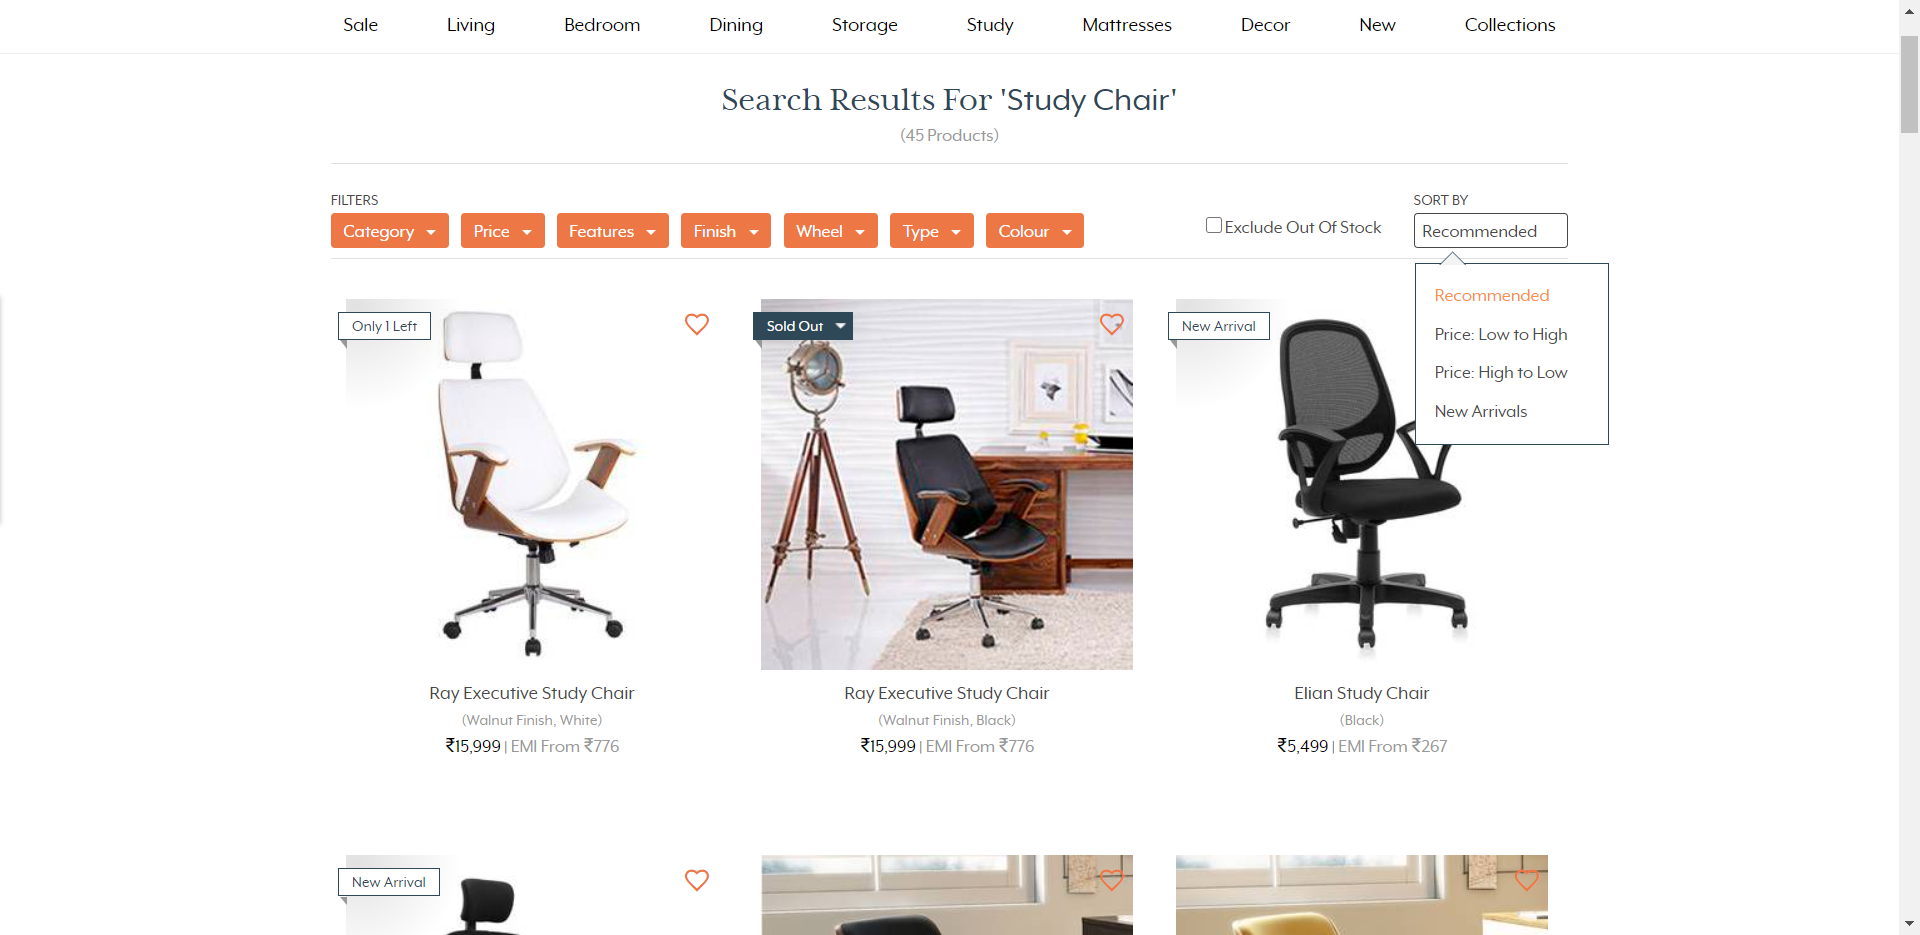 Sale Living Bedroom Dining Storage Study Mattresses Decor New Collections
Search Results For 'Study Chair'
(45 Products)
FILTERS
SORT BY
Category Price Features Finish Wheel Type Colour
Exclude Out Of Stock
Recommended
Recommended
Price: Low to High
Price: High to Low
New Arrivals
Only 1 Left
Sold Out
New Arrival
Ray Executive Study Chair
(Walnut Finish, White)
₹15,999 | EMI From ₹776
Ray Executive Study Chair
(Walnut Finish, Black)
₹15,999 | EMI From ₹776
Elian Study Chair
(Black)
₹5,499 | EMI From ₹267
New Arrival